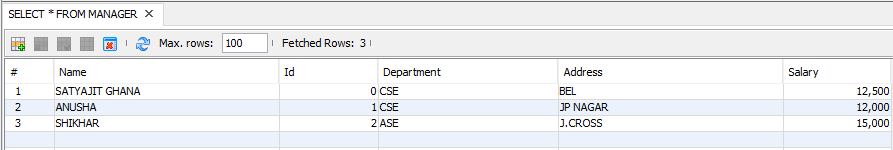 SELECT * FROM MANAGER ×
Max. rows: 100 Fetched Rows: 3
# Name Id Department Address Salary
1 SATYAJIT GHANA 0 CSE BEL 12,500
2 ANUSHA 1 CSE JP NAGAR 12,000
3 SHIKHAR 2 ASE J.CROSS 15,000